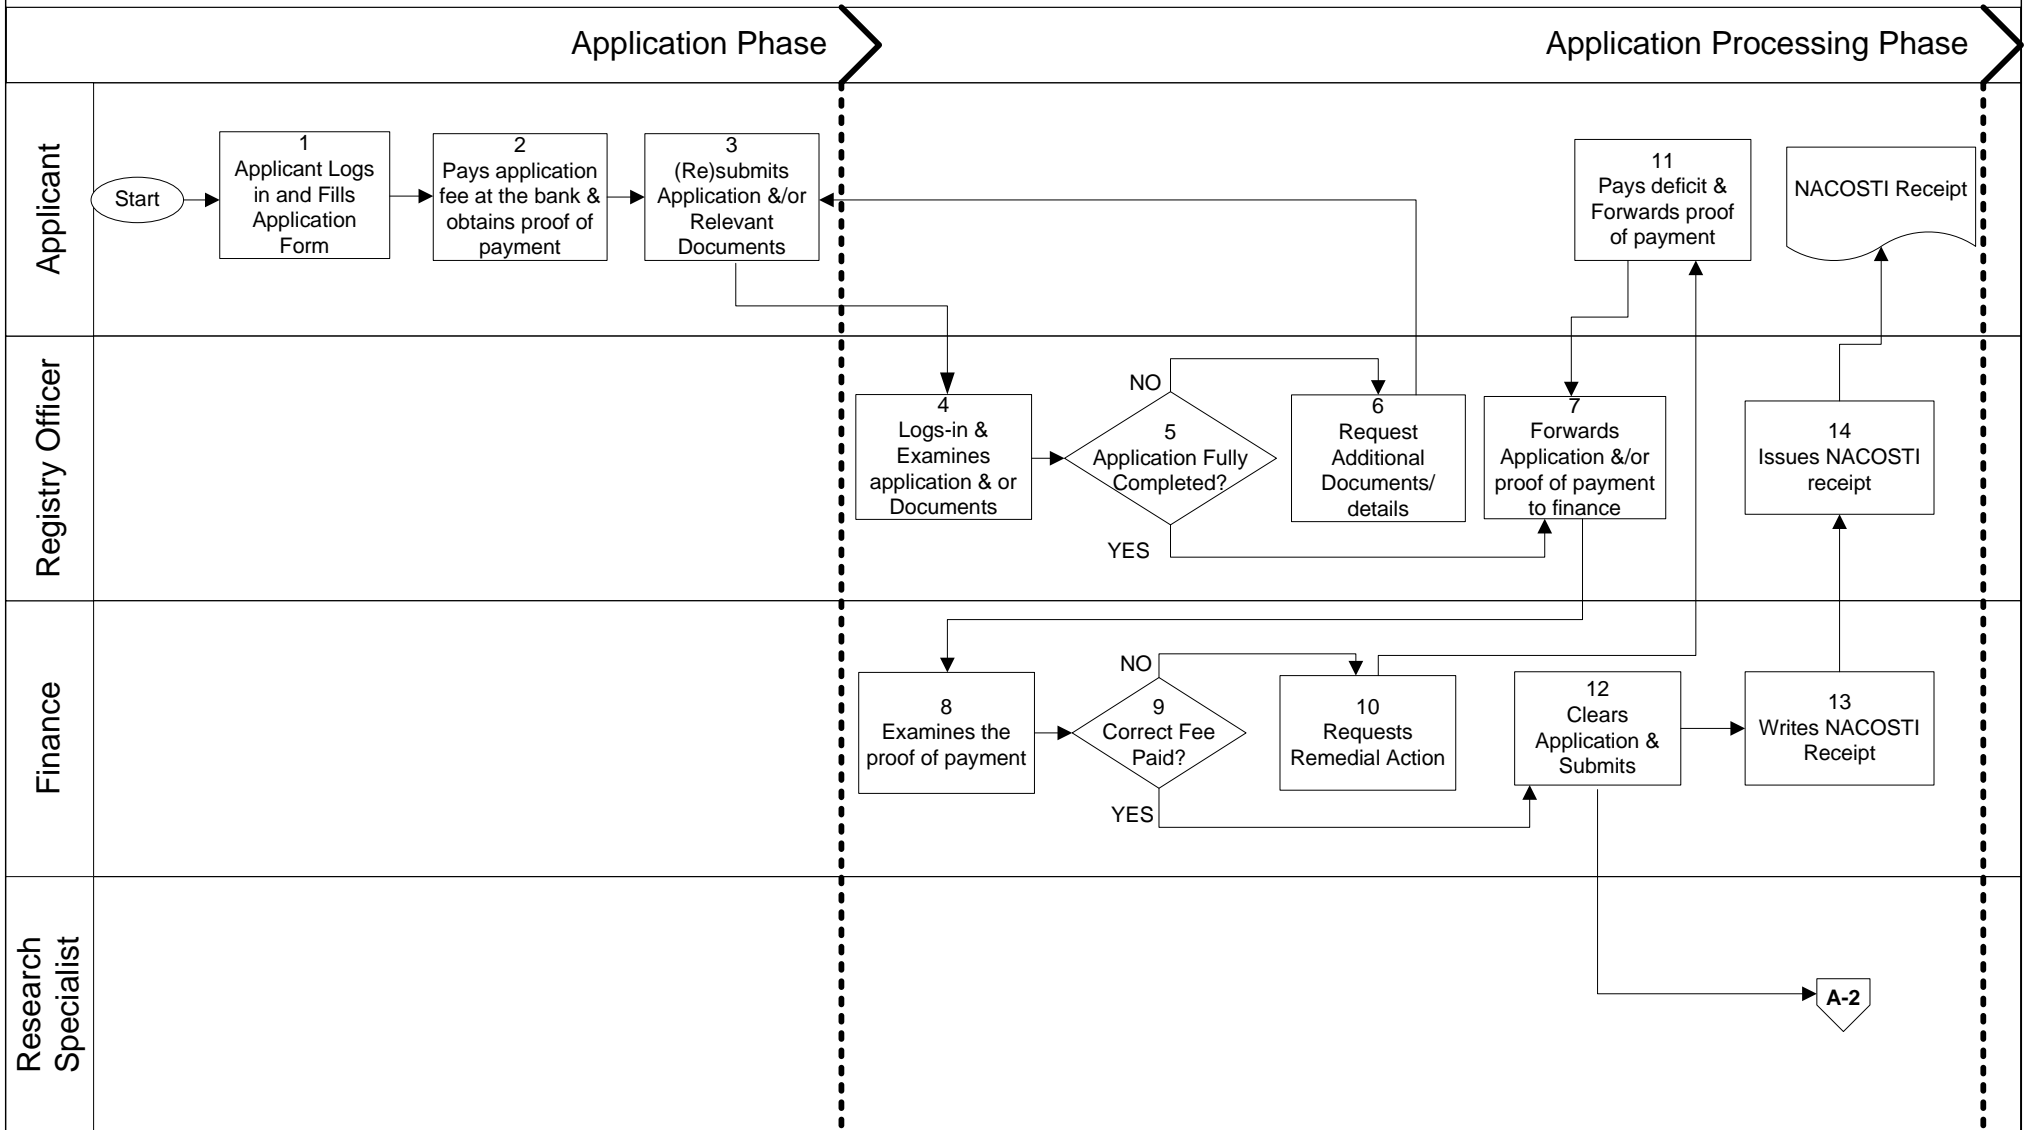 Application Phase
Application Processing Phase
Applicant
Start
1
Applicant Logs
in and Fills
Application
Form
2
Pays application
fee at the bank &
obtains proof of
payment
3
(Re)submits
Application &/or
Relevant
Documents
11
Pays deficit &
Forwards proof
of payment
NACOSTI Receipt
Registry Officer
4
Logs-in &
Examines
application & or
Documents
NO
5
Application Fully
Completed?
YES
6
Request
Additional
Documents/
details
7
Forwards
Application &/or
proof of payment
to finance
14
Issues NACOSTI
receipt
Finance
8
Examines the
proof of payment
NO
9
Correct Fee
Paid?
YES
10
Requests
Remedial Action
12
Clears
Application &
Submits
13
Writes NACOSTI
Receipt
Research
Specialist
A-2